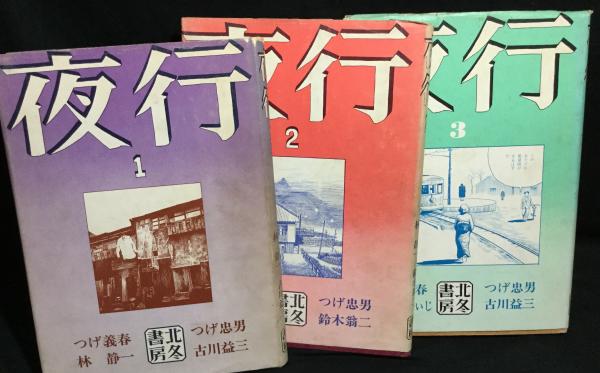 夜行
1
つげ義春
林 静一
北冬書房
つげ忠男
古川益三
夜行
2
北冬書房
つげ忠男
鈴木翁二
夜行
3
春
いじ
北冬書房
つげ忠男
古川益三